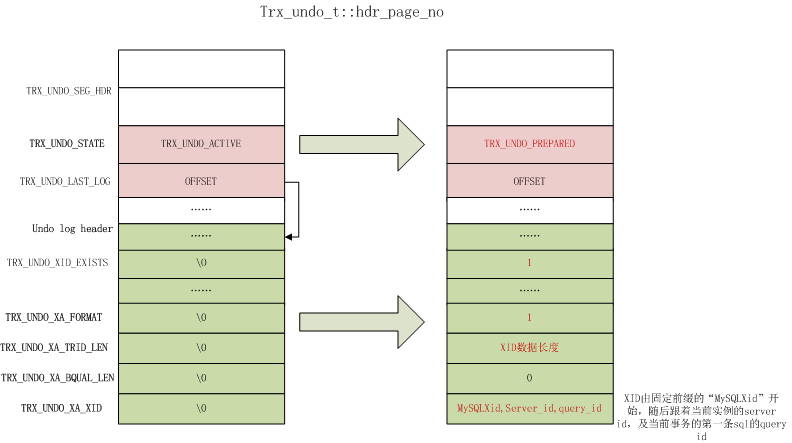 Trx_undo_t::hdr_page_no
TRX_UNDO_SEG_HDR
TRX_UNDO_STATE TRX_UNDO_ACTIVE TRX_UNDO_PREPARED
TRX_UNDO_LAST_LOG OFFSET OFFSET
…… ……
Undo log header …… ……
TRX_UNDO_XID_EXISTS \0 1
…… ……
TRX_UNDO_XA_FORMAT \0 1
TRX_UNDO_XA_TRID_LEN \0 XID数据长度
TRX_UNDO_XA_BQUAL_LEN \0 0
TRX_UNDO_XA_XID \0 MySQLXid,Server_id,query_id
XID由固定前缀的“MySQLXid”开
始，随后跟着当前实例的server
id，及当前事务的第一条sql的query
id